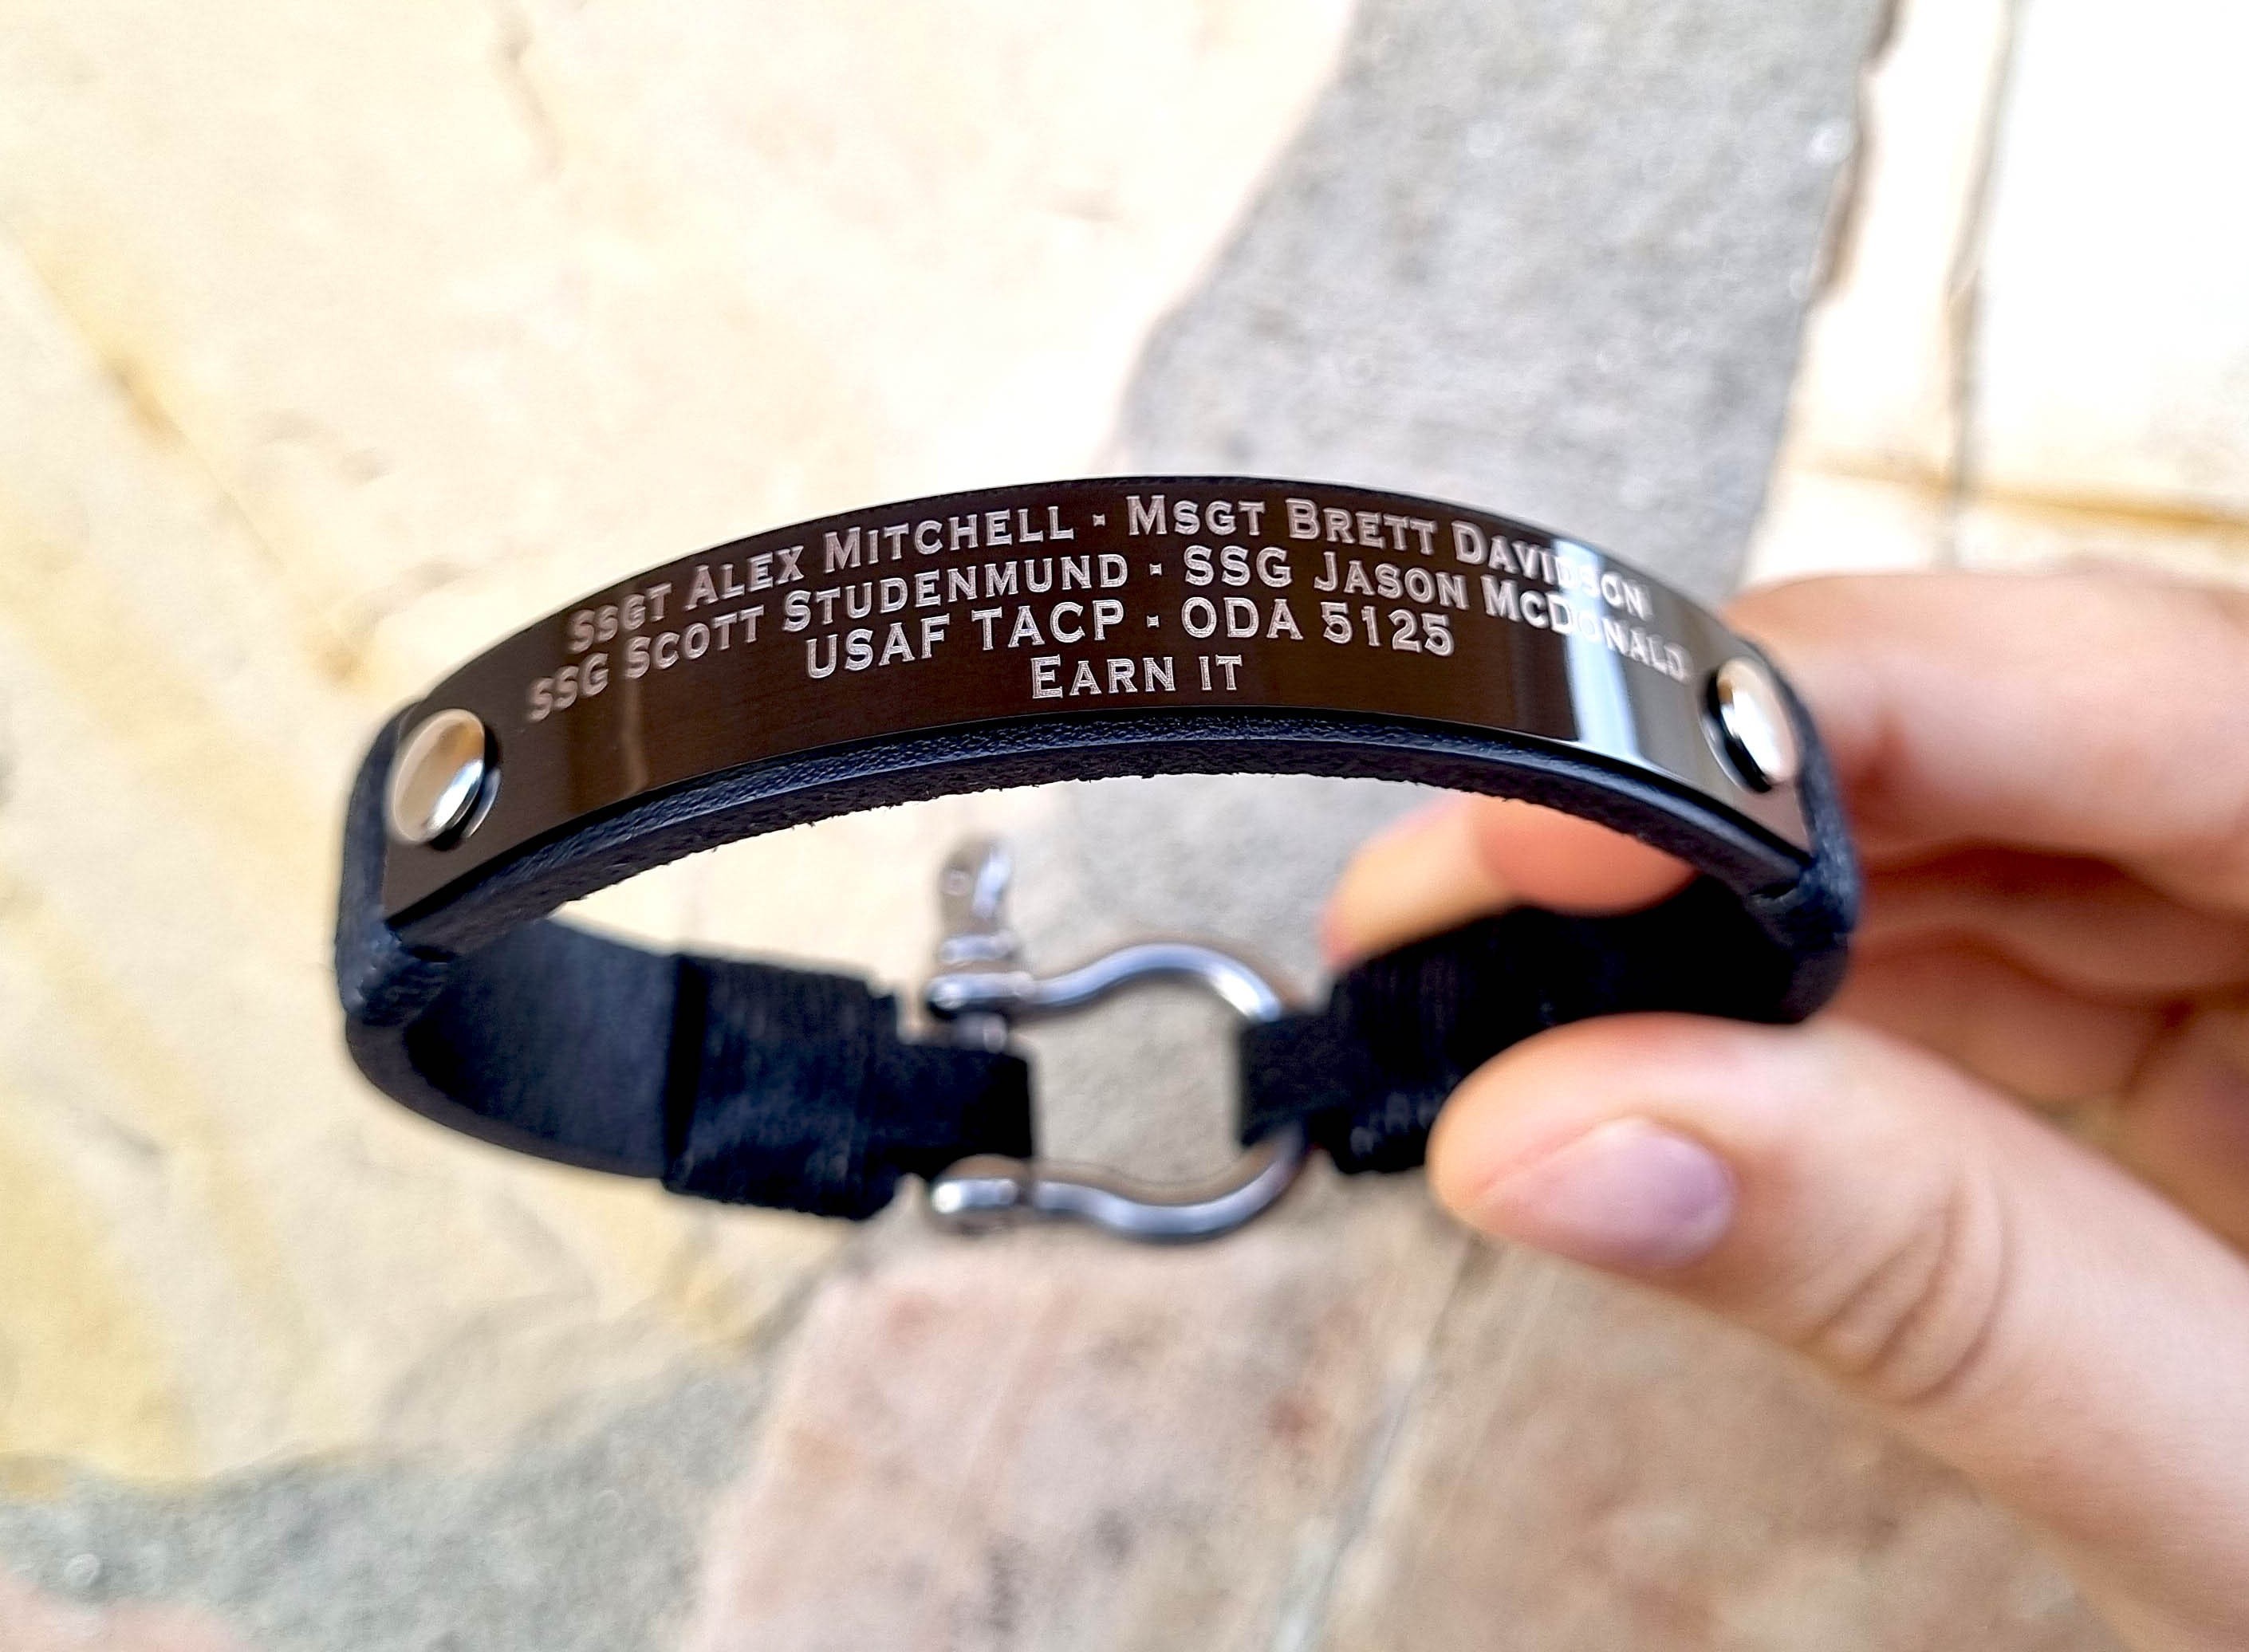 SSGT ALEX MITCHELL · MSGT BRETT DAVIDSON
SSG SCOTT STUDENMUND · SSG JASON MCDONALD
USAF TACP · ODA 5125
EARN IT